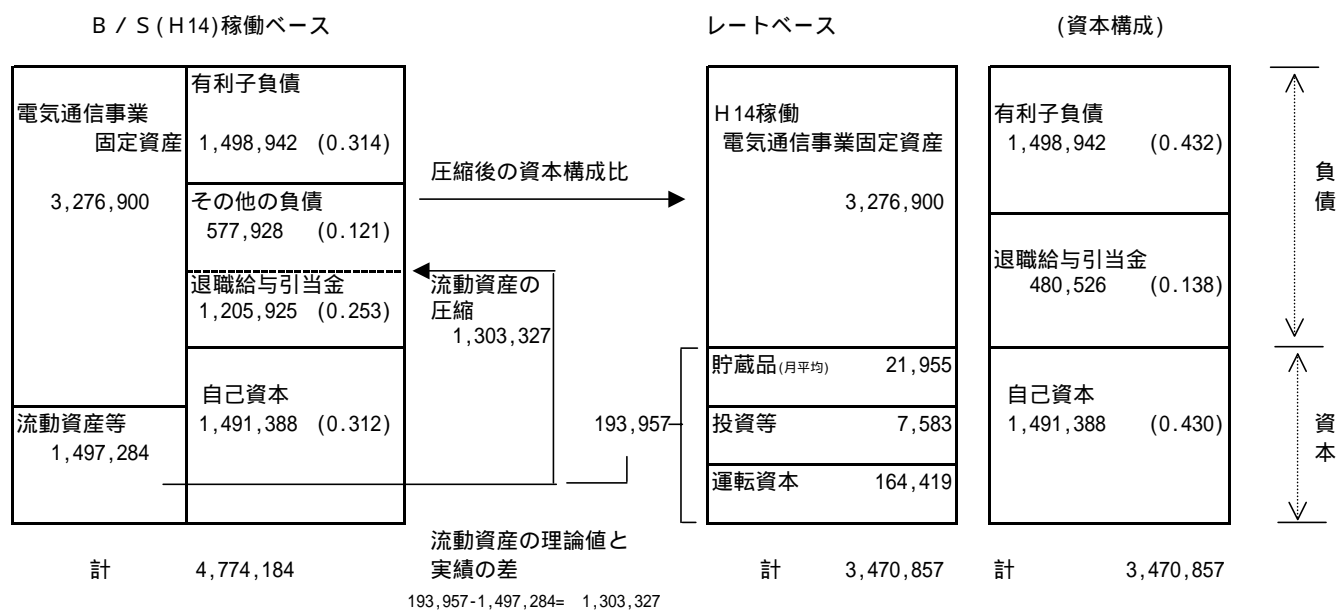 B / S (H14)稼働ベース
電気通信事業
固定資産
3,276,900
流動資産等
1,497,284
有利子負債
1,498,942 (0.314)
その他の負債
577,928 (0.121)
退職給与引当金
1,205,925 (0.253)
自己資本
1,491,388 (0.312)
計 4,774,184
圧縮後の資本構成比
流動資産の
圧縮
1,303,327
193,957
流動資産の理論値と
実績の差
193,957-1,497,284= 1,303,327
レートベース
H14稼働
電気通信事業固定資産
3,276,900
貯蔵品(月平均) 21,955
投資等 7,583
運転資本 164,419
計 3,470,857
(資本構成)
有利子負債
1,498,942 (0.432)
退職給与引当金
480,526 (0.138)
自己資本
1,491,388 (0.430)
計 3,470,857
負債
資本